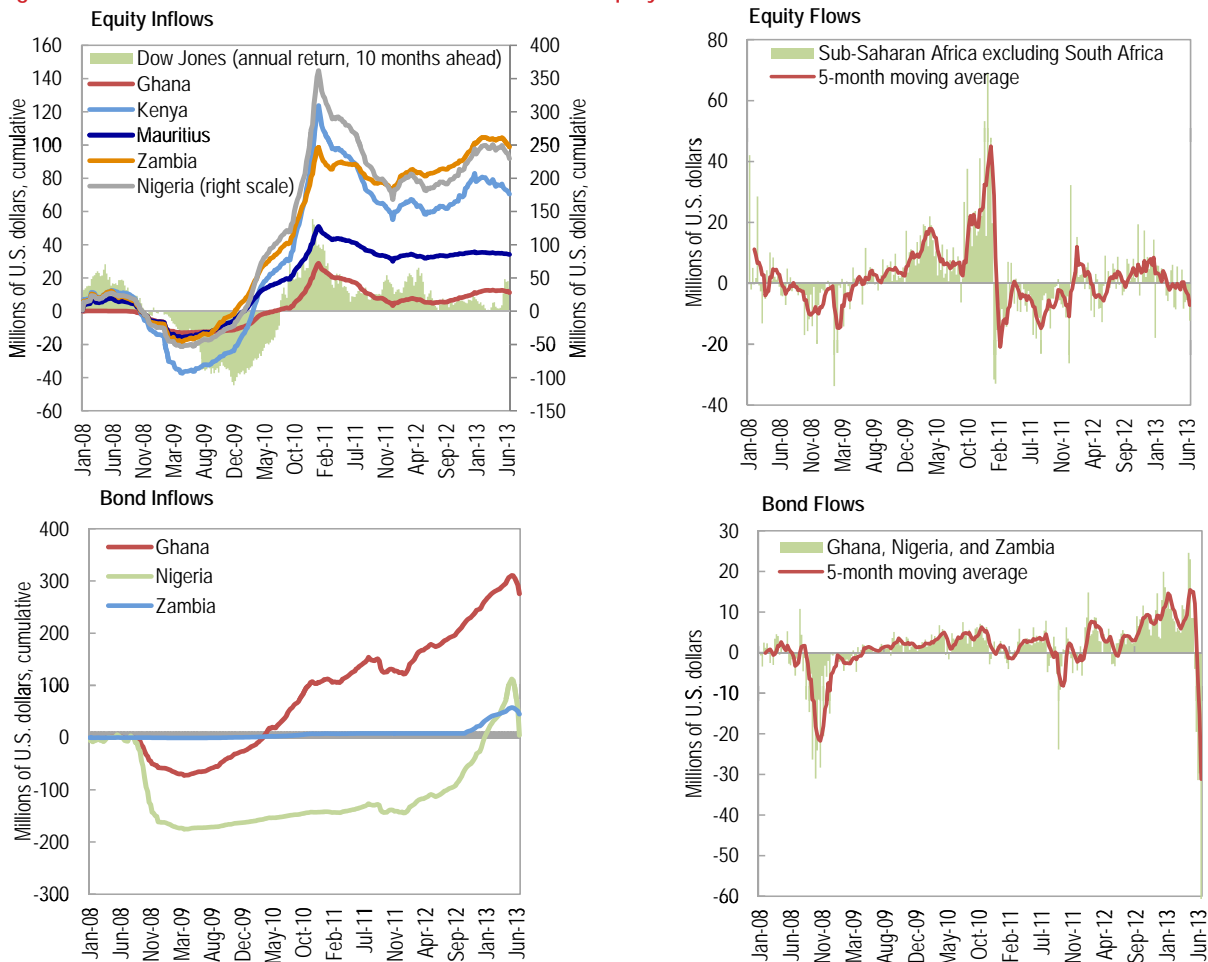 Equity Inflows
Millions of U.S. dollars, cumulative
160
140
120
100
80
60
40
20
0
-20
-40
-60
Dow Jones (annual return, 10 months ahead)
Ghana
Kenya
Mauritius
Zambia
Nigeria (right scale)
400
350
300
250
200
150
100
50
0
-50
-100
-150
Millions of U.S. dollars, cumulative
Jan-08
Jun-08
Nov-08
Mar-09
Aug-09
Dec-09
May-10
Oct-10
Feb-11
Jul-11
Nov-11
Apr-12
Sep-12
Jan-13
Jun-13
Equity Flows
Millions of U.S. dollars
80
60
40
20
0
-20
-40
Sub-Saharan Africa excluding South Africa
5-month moving average
Jan-08
Jun-08
Nov-08
Mar-09
Aug-09
Dec-09
May-10
Oct-10
Feb-11
Jul-11
Nov-11
Apr-12
Sep-12
Jan-13
Jun-13
Bond Inflows
Millions of U.S. dollars, cumulative
400
300
200
100
0
-100
-200
-300
Ghana
Nigeria
Zambia
Jan-08
Jun-08
Nov-08
Mar-09
Aug-09
Dec-09
May-10
Oct-10
Feb-11
Jul-11
Nov-11
Apr-12
Sep-12
Jan-13
Jun-13
Bond Flows
Millions of U.S. dollars
30
20
10
0
-10
-20
-30
-40
-50
-60
Ghana, Nigeria, and Zambia
5-month moving average
Jan-08
Jun-08
Nov-08
Mar-09
Aug-09
Dec-09
May-10
Oct-10
Feb-11
Jul-11
Nov-11
Apr-12
Sep-12
Jan-13
Jun-13